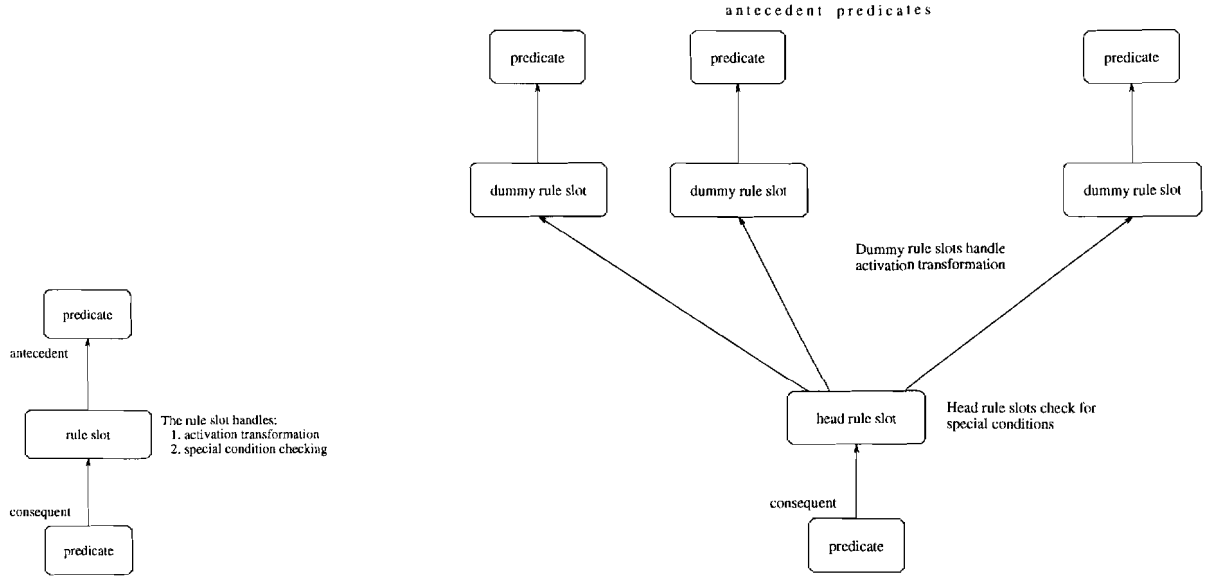 predicate
antecedent
rule slot
The rule slot handles:
1. activation transformation
2. special condition checking
consequent
predicate
antecedent predicates
predicate
predicate
predicate
dummy rule slot
dummy rule slot
dummy rule slot
Dummy rule slots handle
activation transformation
head rule slot
Head rule slots check for
special conditions
consequent
predicate